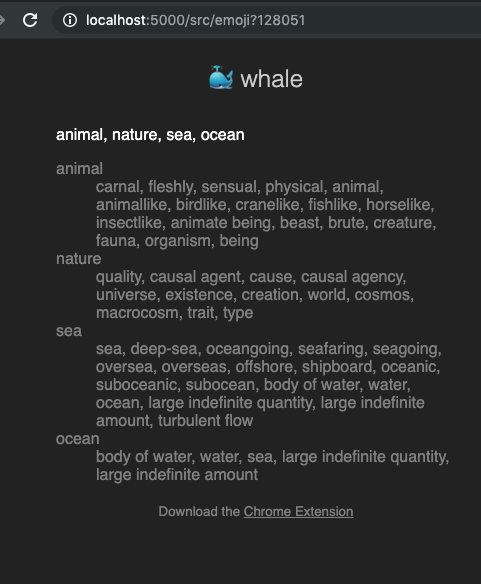 localhost:5000/src/emoji?128051
🐳 whale
animal, nature, sea, ocean
animal
carnal, fleshly, sensual, physical, animal,
animallike, birdlike, cranelike, fishlike, horselike,
insectlike, animate being, beast, brute, creature,
fauna, organism, being
nature
quality, causal agent, cause, causal agency,
universe, existence, creation, world, cosmos,
macrocosm, trait, type
sea
sea, deep-sea, oceangoing, seafaring, seagoing,
oversea, overseas, offshore, shipboard, oceanic,
suboceanic, subocean, body of water, water,
ocean, large indefinite quantity, large indefinite
amount, turbulent flow
ocean
body of water, water, sea, large indefinite quantity,
large indefinite amount
Download the Chrome Extension